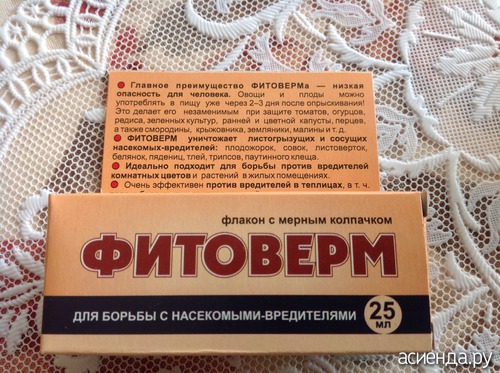 ● Главное преимущество ФИТОВЕРМа — низкая
опасность для человека. Овощи и плоды можно
употреблять в пищу уже через 2–3 дня после опрыскивания!
Это делает его незаменимым при защите томатов, огурцов,
редиса, зеленных культур, ранней и цветной капусты, перцев,
а также смородины, крыжовника, земляники, малины и т. д.
● ФИТОВЕРМ уничтожает листогрызущих и сосущих
насекомых-вредителей: плодожорок, совок, листоверток,
белянок, пядениц, тлей, трипсов, паутинного клеща.
● Идеально подходит для борьбы против вредителей
комнатных цветов и растений в жилых помещениях.
● Очень эффективен против вредителей в теплицах, в т. ч.
флакон с мерным колпачком
ФИТОВЕРМ
ДЛЯ БОРЬБЫ С НАСЕКОМЫМИ-ВРЕДИТЕЛЯМИ
25
МЛ
асиенда.ру